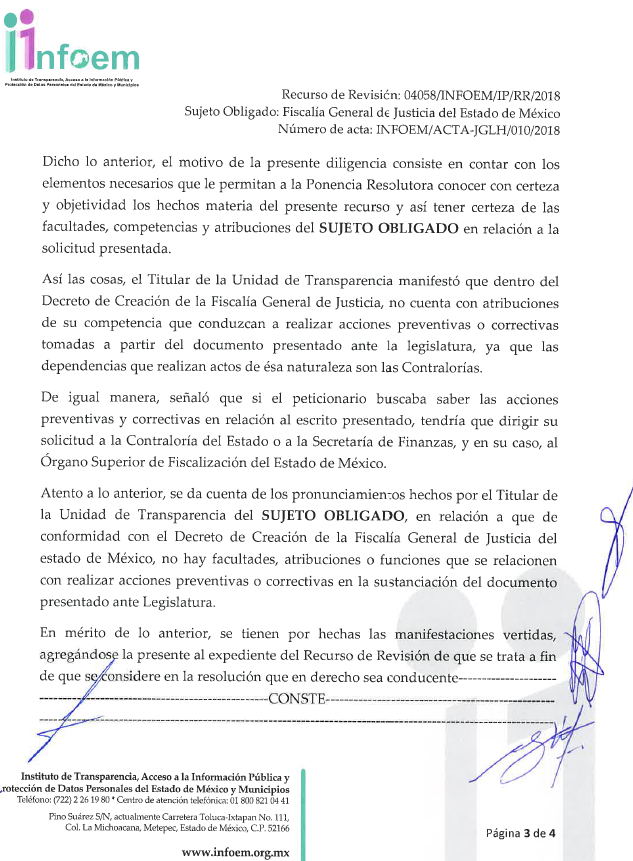 infoem
Instituto de Transparencia, Acceso a la Información Pública y
Protección de Datos Personales del Estado de México y Municipios
Recurso de Revisión: 04058/INFOEM/IP/RR/2018
Sujeto Obligado: Fiscalía General de Justicia del Estado de México
Número de acta: INFOEM/ACTA-JGLH/010/2018
Dicho lo anterior, el motivo de la presente diligencia consiste en contar con los
elementos necesarios que le permitan a la Ponencia Resolutora conocer con certeza
y objetividad los hechos materia del presente recurso y así tener certeza de las
facultades, competencias y atribuciones del SUJETO OBLIGADO en relación a la
solicitud presentada.
Así las cosas, el Titular de la Unidad de Transparencia manifestó que dentro del
Decreto de Creación de la Fiscalía General de Justicia, no cuenta con atribuciones
de su competencia que conduzcan a realizar acciones preventivas o correctivas
tomadas a partir del documento presentado ante la legislatura, ya que las
dependencias que realizan actos de ésa naturaleza son las Contralorías.
De igual manera, señaló que si el peticionario buscaba saber las acciones
preventivas y correctivas en relación al escrito presentado, tendría que dirigir su
solicitud a la Contraloría del Estado o a la Secretaría de Finanzas, y en su caso, al
Órgano Superior de Fiscalización del Estado de México.
Atento a lo anterior, se da cuenta de los pronunciamientos hechos por el Titular de
la Unidad de Transparencia del SUJETO OBLIGADO, en relación a que de
conformidad con el Decreto de Creación de la Fiscalía General de Justicia del
estado de México, no hay facultades, atribuciones o funciones que se relacionen
con realizar acciones preventivas o correctivas en la sustanciación del documento
presentado ante Legislatura.
En mérito de lo anterior, se tienen por hechas las manifestaciones vertidas,
agregándose la presente al expediente del Recurso de Revisión de que se trata a fin
de que se considere en la resolución que en derecho sea conducente--------------------
-----------------------------------------------CONSTE-----------------------------------------------
Instituto de Transparencia, Acceso a la Información Pública y
rotección de Datos Personales del Estado de México y Municipios
Teléfono: (722) 2 26 19 80 * Centro de atención telefónica: 01 800 821 04 41
Pino Suárez S/N, actualmente Carretera Toluca-Ixtapan No. 111,
Col. La Michoacana, Metepec, Estado de México, C.P. 52166
www.infoem.org.mx
Página 3 de 4